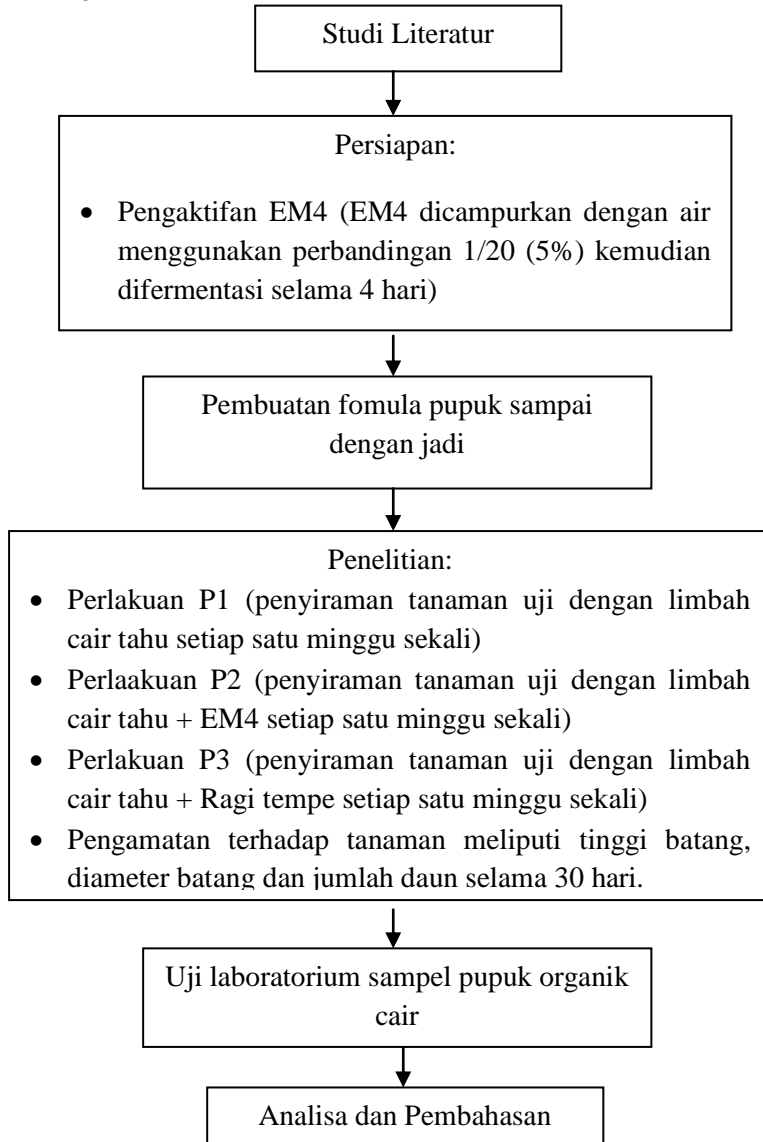 Studi Literatur
Persiapan:
• Pengaktifan EM4 (EM4 dicampurkan dengan air
menggunakan perbandingan 1/20 (5%) kemudian
difermentasi selama 4 hari)
Pembuatan fomula pupuk sampai
dengan jadi
Penelitian:
• Perlakuan P1 (penyiraman tanaman uji dengan limbah
cair tahu setiap satu minggu sekali)
• Perlaakuan P2 (penyiraman tanaman uji dengan limbah
cair tahu + EM4 setiap satu minggu sekali)
• Perlakuan P3 (penyiraman tanaman uji dengan limbah
cair tahu + Ragi tempe setiap satu minggu sekali)
• Pengamatan terhadap tanaman meliputi tinggi batang,
diameter batang dan jumlah daun selama 30 hari.
Uji laboratorium sampel pupuk organik
cair
Analisa dan Pembahasan